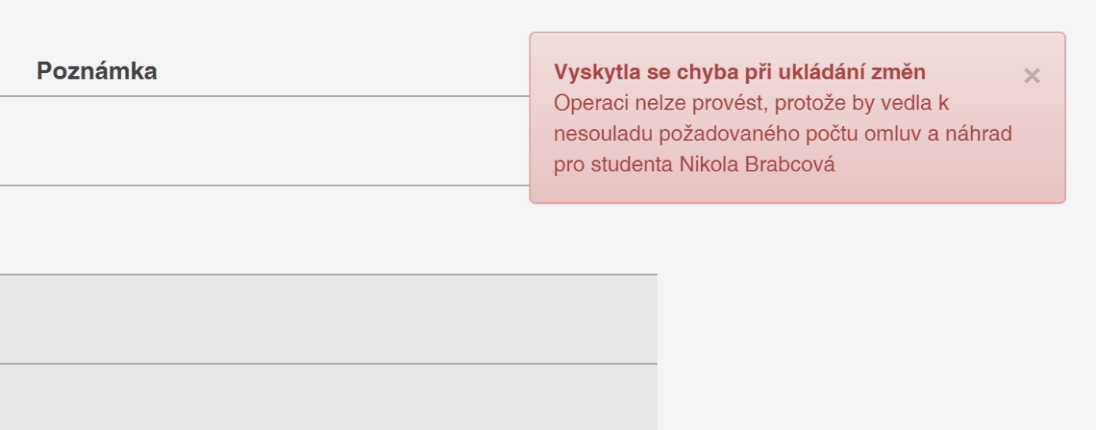 Poznámka
Vyskytla se chyba při ukládání změn
×
Operaci nelze provést, protože by vedla k
nesouladu požadovaného počtu omluv a náhrad
pro studenta Nikola Brabcová